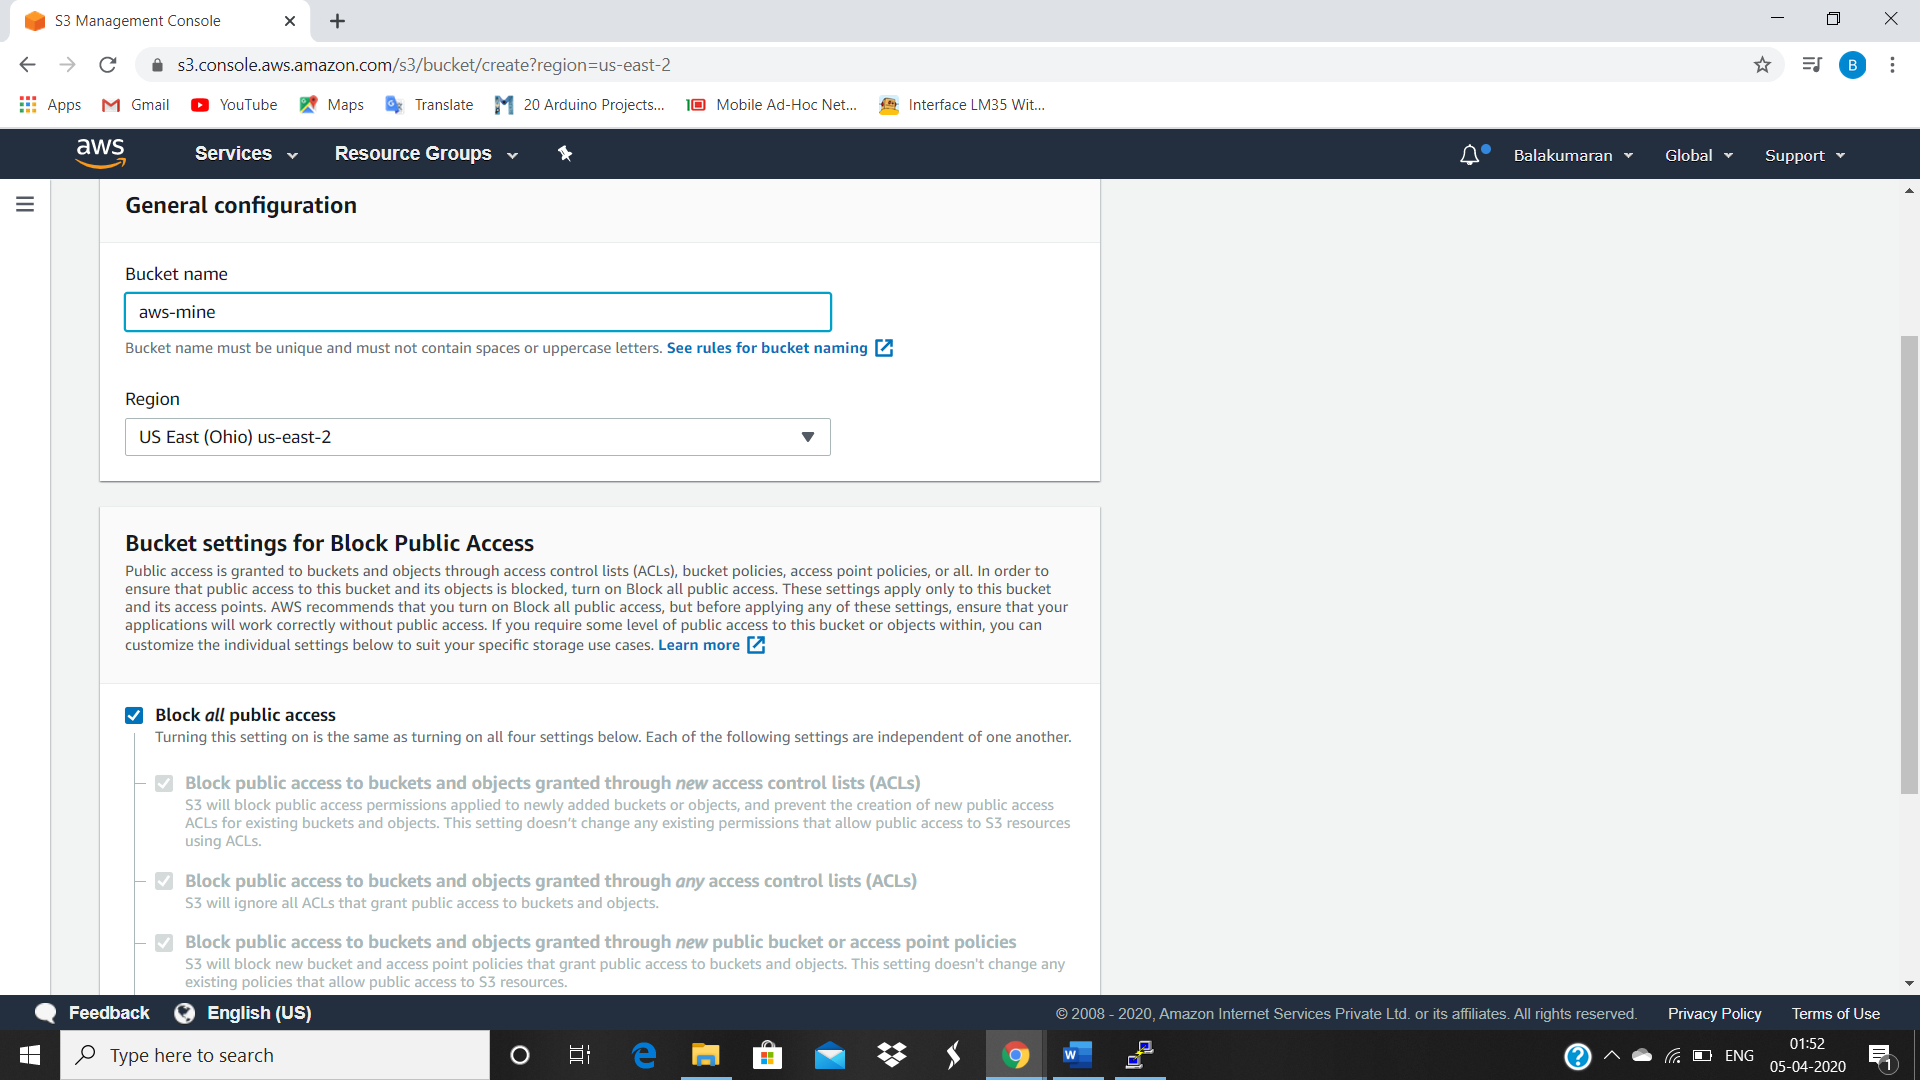 S3 Management Console
s3.console.aws.amazon.com/s3/bucket/create?region=us-east-2
B
Apps
Gmail
YouTube
Maps
Translate
20 Arduino Projects...
Mobile Ad-Hoc Net...
Interface LM35 Wit...
aws
Services
Resource Groups
Balakumaran
Global
Support
General configuration
Bucket name
aws-mine
Bucket name must be unique and must not contain spaces or uppercase letters. See rules for bucket naming
Region
US East (Ohio) us-east-2
Bucket settings for Block Public Access
Public access is granted to buckets and objects through access control lists (ACLs), bucket policies, access point policies, or all. In order to
ensure that public access to this bucket and its objects is blocked, turn on Block all public access. These settings apply only to this bucket
and its access points. AWS recommends that you turn on Block all public access, but before applying any of these settings, ensure that your
applications will work correctly without public access. If you require some level of public access to this bucket or objects within, you can
customize the individual settings below to suit your specific storage use cases. Learn more
Block all public access
Turning this setting on is the same as turning on all four settings below. Each of the following settings are independent of one another.
Block public access to buckets and objects granted through new access control lists (ACLs)
S3 will block public access permissions applied to newly added buckets or objects, and prevent the creation of new public access
ACLs for existing buckets and objects. This setting doesn't change any existing permissions that allow public access to S3 resources
using ACLs.
Block public access to buckets and objects granted through any access control lists (ACLs)
S3 will ignore all ACLs that grant public access to buckets and objects.
Block public access to buckets and objects granted through new public bucket or access point policies
S3 will block new bucket and access point policies that grant public access to buckets and objects. This setting doesn't change any
existing policies that allow public access to S3 resources.
Feedback
English (US)
© 2008 - 2020, Amazon Internet Services Private Ltd. or its affiliates. All rights reserved.
Privacy Policy
Terms of Use
Type here to search
ENG
01:52
05-04-2020
1